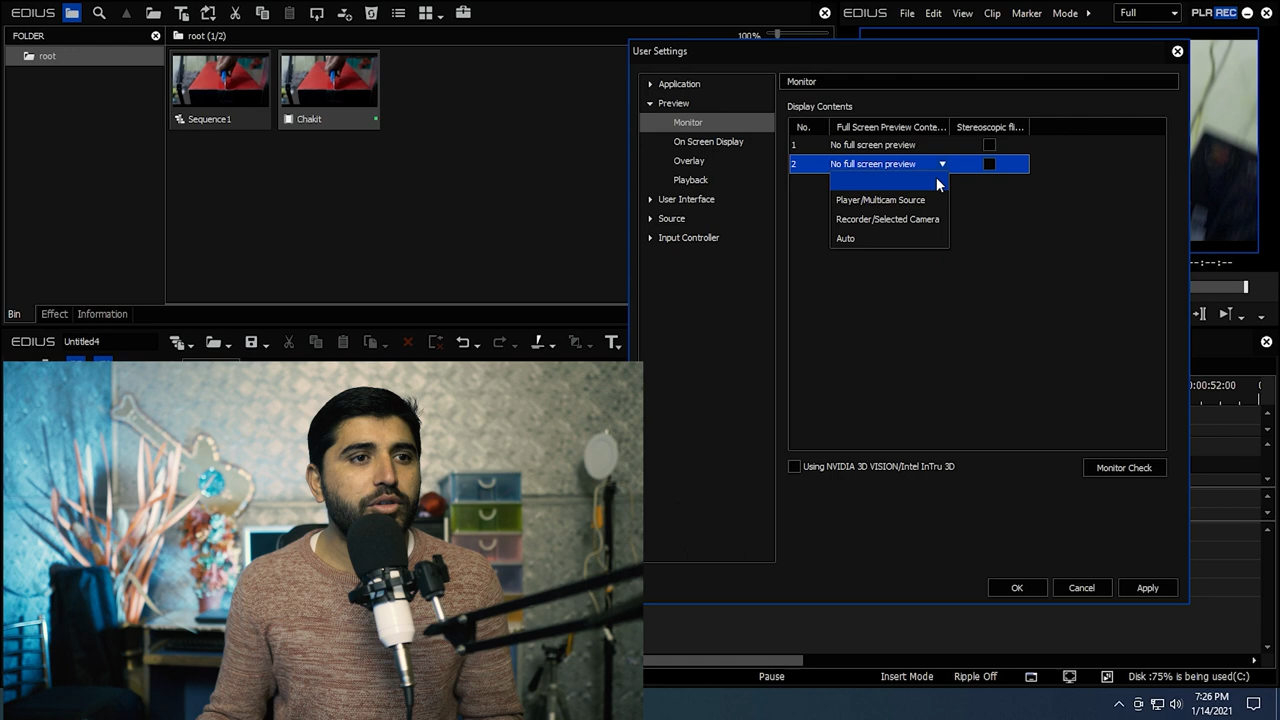 EDIUS
FOLDER
root
root (1/2)
100%
Sequence1
Chakit
Bin
Effect
Information
EDIUS
Untitled4
EDIUS
File
Edit
View
Clip
Marker
Mode
Full
PLR REC
User Settings
Application
Preview
Monitor
On Screen Display
Overlay
Playback
User Interface
Source
Input Controller
Monitor
Display Contents
No. Full Screen Preview Conte... Stereoscopic fli...
1 No full screen preview
2 No full screen preview
Player/Multicam Source
Recorder/Selected Camera
Auto
Using NVIDIA 3D VISION/Intel InTru 3D
Monitor Check
OK
Cancel
Apply
--:--
0:00:52:00
Pause
Insert Mode
Ripple Off
Disk :75% is being used(C:)
7:26 PM
1/14/2021